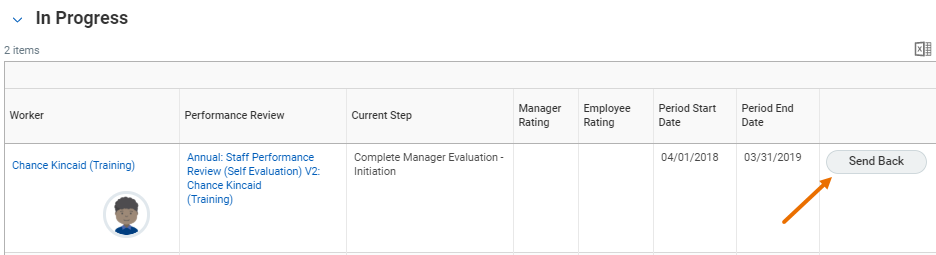 In Progress
2 items
Worker
Performance Review
Current Step
Manager
Rating
Employee
Rating
Period Start
Date
Period End
Date
Chance Kincaid (Training)
Annual: Staff Performance
Review (Self Evaluation) V2:
Chance Kincaid
(Training)
Complete Manager Evaluation -
Initiation
04/01/2018
03/31/2019
Send Back